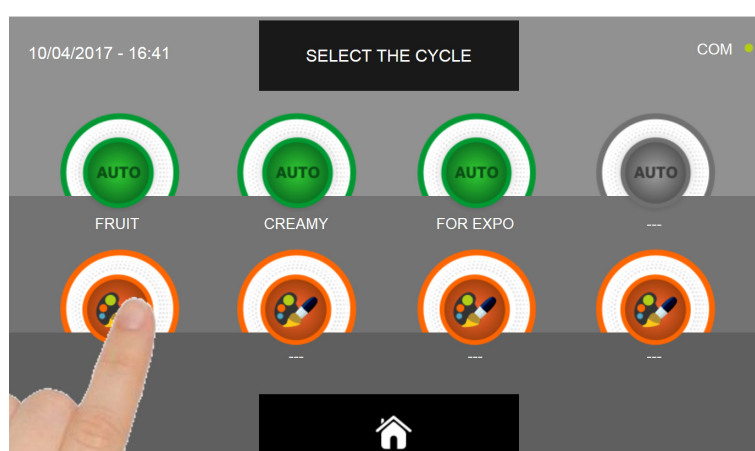 10/04/2017 - 16:41
SELECT THE CYCLE
COM
AUTO
AUTO
AUTO
AUTO
FRUIT
CREAMY
FOR EXPO
---
---
---
---